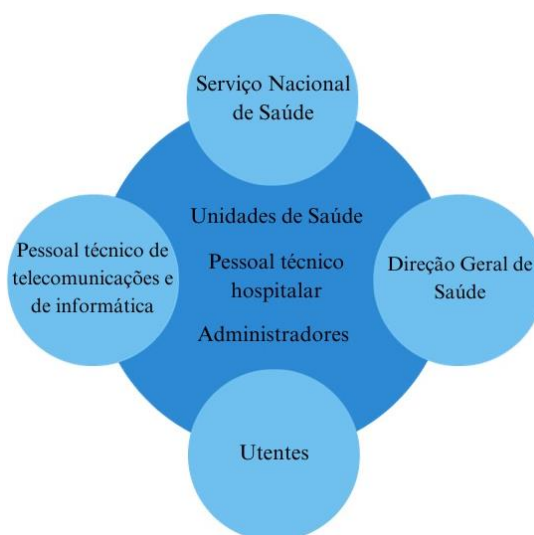 Serviço Nacional
de Saúde
Unidades de Saúde
Pessoal técnico
hospitalar
Administradores
Pessoal técnico de
telecomunicações e
de informática
Direção Geral de
Saúde
Utentes